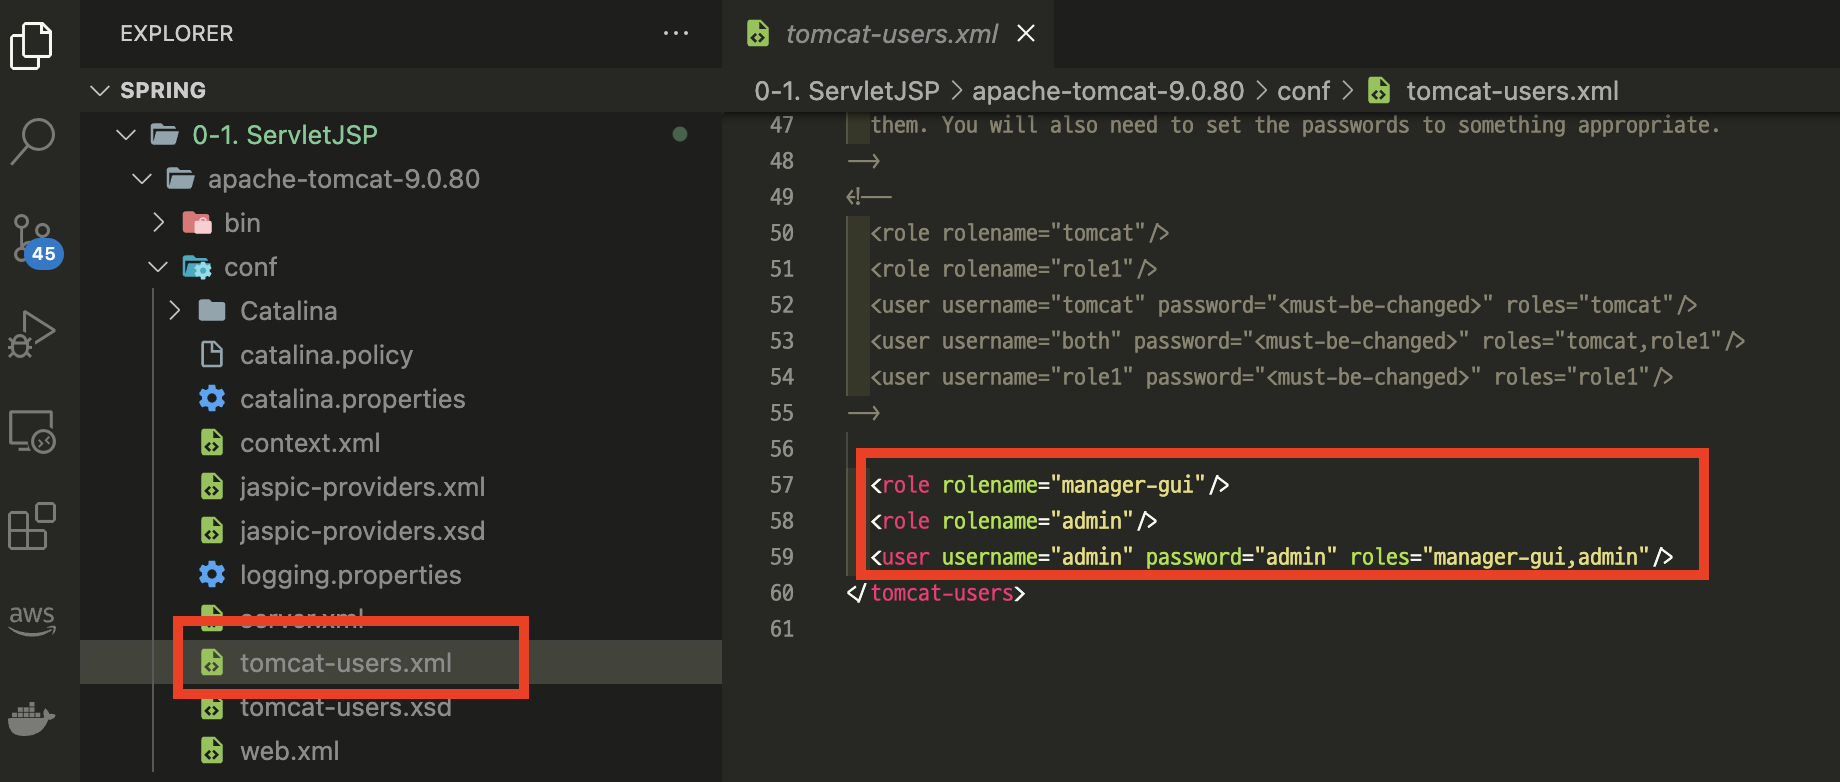 EXPLORER
SPRING
0-1. ServletJSP
apache-tomcat-9.0.80
bin
conf
Catalina
catalina.policy
catalina.properties
context.xml
jaspic-providers.xml
jaspic-providers.xsd
logging.properties
server.xml
tomcat-users.xml
tomcat-users.xsd
web.xml
45
aws
tomcat-users.xml
0-1. ServletJSP > apache-tomcat-9.0.80 > conf > tomcat-users.xml
47 them. You will also need to set the passwords to something appropriate.
48 -->
49 <!--
50 <role rolename="tomcat"/>
51 <role rolename="role1"/>
52 <user username="tomcat" password="<must-be-changed>" roles="tomcat"/>
53 <user username="both" password="<must-be-changed>" roles="tomcat,role1"/>
54 <user username="role1" password="<must-be-changed>" roles="role1"/>
55 -->
56
57 <role rolename="manager-gui"/>
58 <role rolename="admin"/>
59 <user username="admin" password="admin" roles="manager-gui,admin"/>
60 </tomcat-users>
61